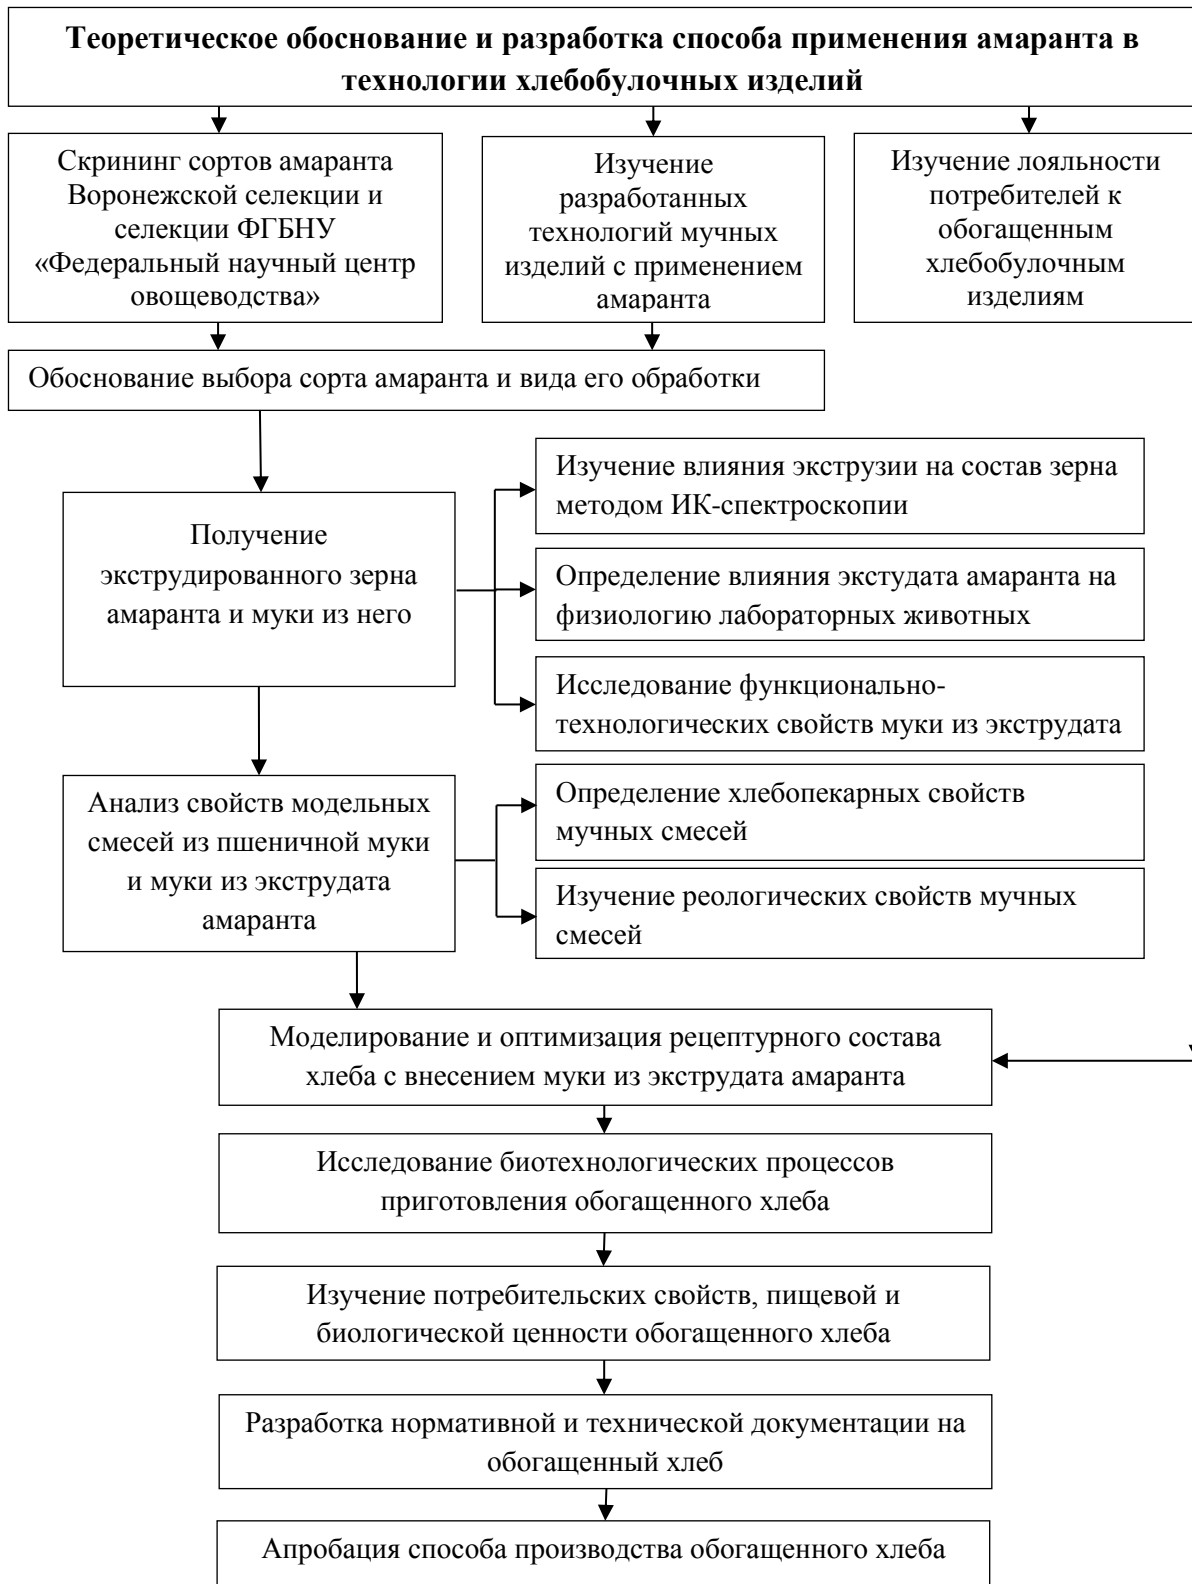 Теоретическое обоснование и разработка способа применения амаранта в
технологии хлебобулочных изделий
Скрининг сортов амаранта
Воронежской селекции и
селекции ФГБНУ
«Федеральный научный центр
овощеводства»
Изучение
разработанных
технологий мучных
изделий с применением
амаранта
Изучение лояльности
потребителей к
обогащенным
хлебобулочным
изделиям
Обоснование выбора сорта амаранта и вида его обработки
Получение
экструдированного зерна
амаранта и муки из него
Изучение влияния экструзии на состав зерна
методом ИК-спектроскопии
Определение влияния экстудата амаранта на
физиологию лабораторных животных
Исследование функционально-
технологических свойств муки из экструдата
Анализ свойств модельных
смесей из пшеничной муки
и муки из экструдата
амаранта
Определение хлебопекарных свойств
мучных смесей
Изучение реологических свойств мучных
смесей
Моделирование и оптимизация рецептурного состава
хлеба с внесением муки из экструдата амаранта
Исследование биотехнологических процессов
приготовления обогащенного хлеба
Изучение потребительских свойств, пищевой и
биологической ценности обогащенного хлеба
Разработка нормативной и технической документации на
обогащенный хлеб
Апробация способа производства обогащенного хлеба